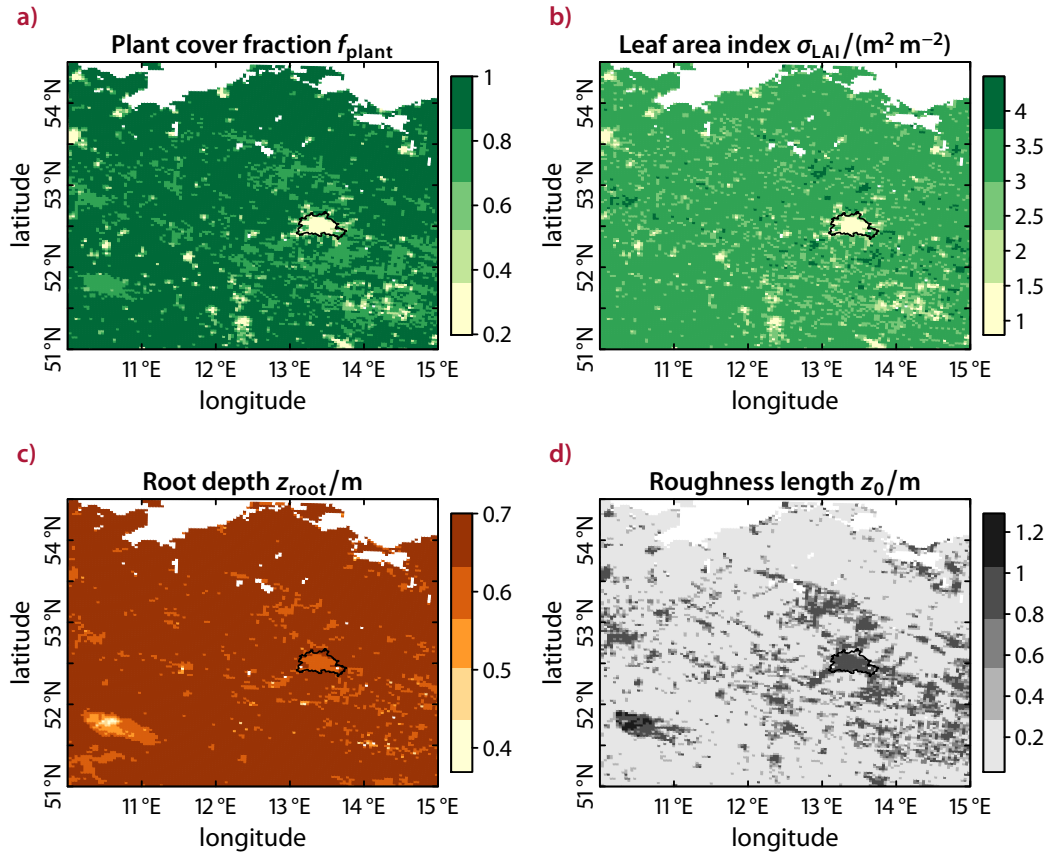 a)
Plant cover fraction f_plant
1
0.8
0.6
0.4
0.2
54 °N
53 °N
52 °N
51 °N
latitude
11 °E 12 °E 13 °E 14 °E 15 °E
longitude
b)
Leaf area index σ_LAI/(m² m⁻²)
4
3.5
3
2.5
2
1.5
1
54 °N
53 °N
52 °N
51 °N
latitude
11 °E 12 °E 13 °E 14 °E 15 °E
longitude
c)
Root depth z_root/m
0.7
0.6
0.5
0.4
54 °N
53 °N
52 °N
51 °N
latitude
11 °E 12 °E 13 °E 14 °E 15 °E
longitude
d)
Roughness length z_0/m
1.2
1
0.8
0.6
0.4
0.2
54 °N
53 °N
52 °N
51 °N
latitude
11 °E 12 °E 13 °E 14 °E 15 °E
longitude